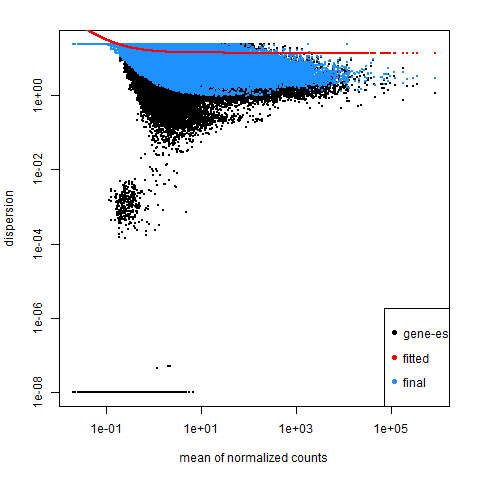 dispersion
1e+00
1e-02
1e-04
1e-06
1e-08
gene-es
fitted
final
1e-01
1e+01
1e+03
1e+05
mean of normalized counts